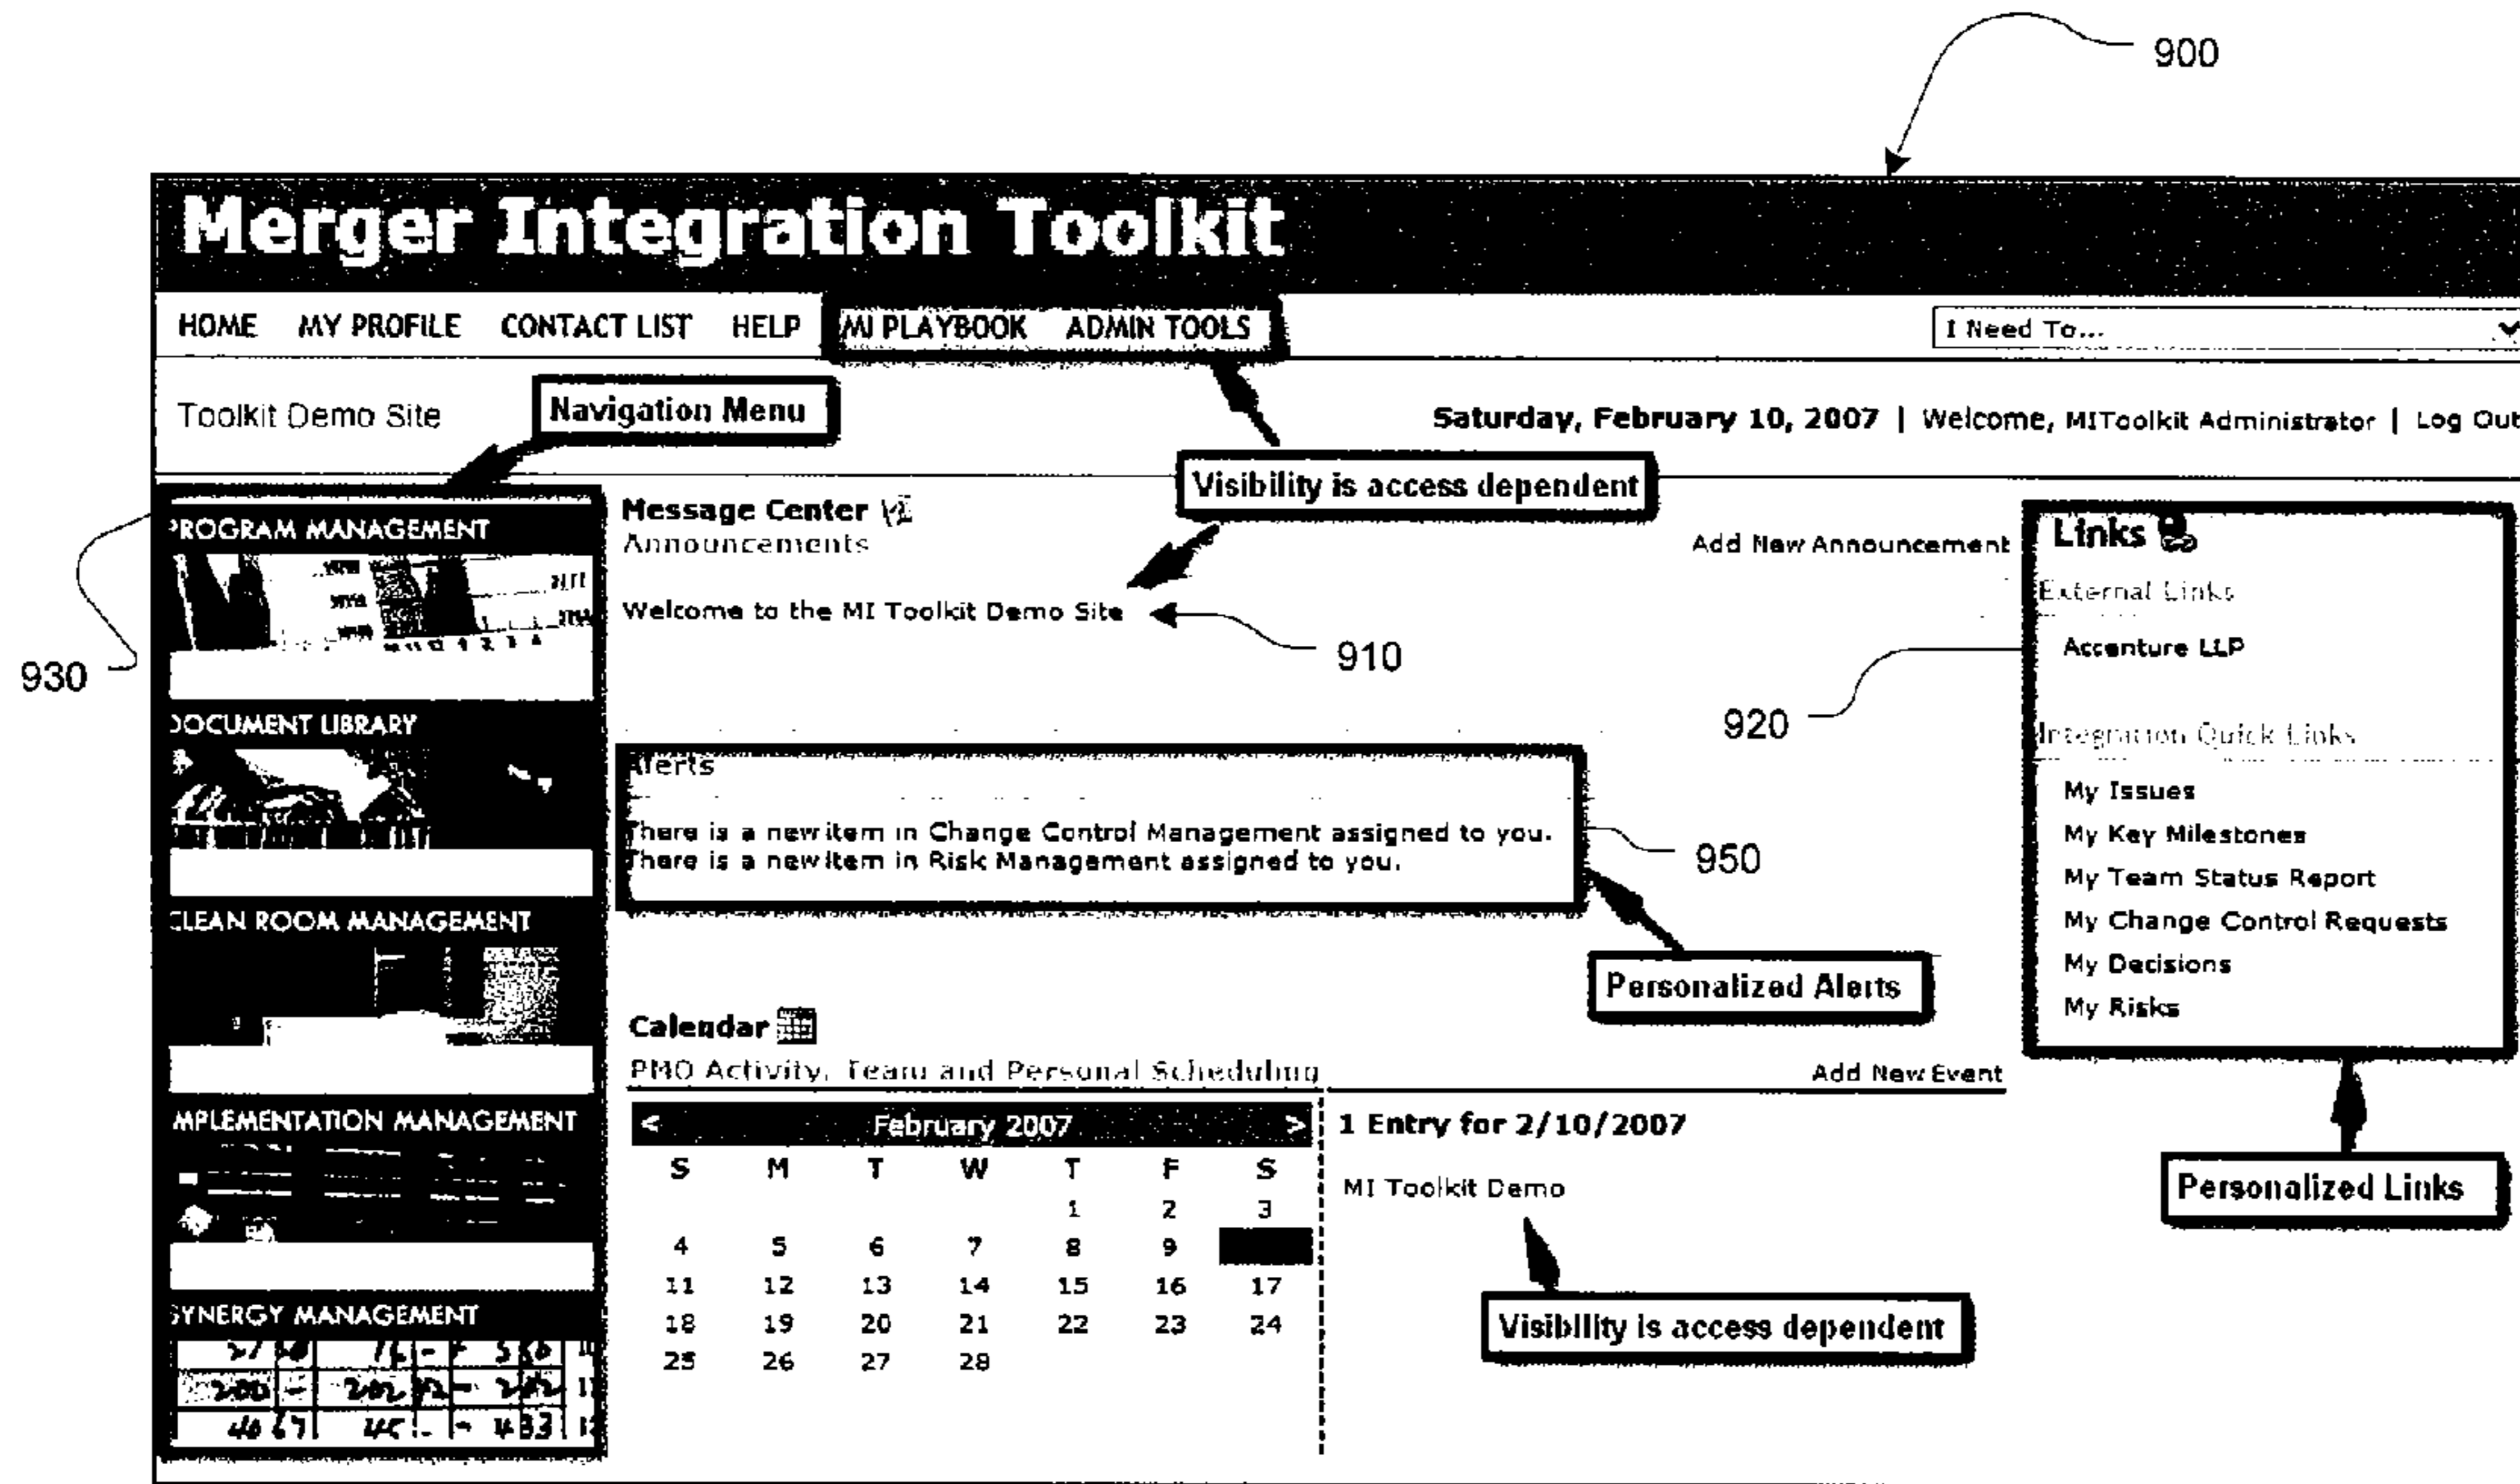 900
Merger Integration Toolkit
HOME MY PROFILE CONTACT LIST HELP MI PLAYBOOK ADMIN TOOLS I Need To...
Toolkit Demo Site
Navigation Menu
Saturday, February 10, 2007 | Welcome, MIToolkit Administrator | Log Out
Visibility is access dependent
930
PROGRAM MANAGEMENT
DOCUMENT LIBRARY
CLEAN ROOM MANAGEMENT
IMPLEMENTATION MANAGEMENT
SYNERGY MANAGEMENT
Message Center
Announcements
Add New Announcement
Welcome to the MI Toolkit Demo Site
910
Alerts
There is a new item in Change Control Management assigned to you.
There is a new item in Risk Management assigned to you.
950
Personalized Alerts
Links
External Links
Accenture LLP
920
Integration Quick Links
My Issues
My Key Milestones
My Team Status Report
My Change Control Requests
My Decisions
My Risks
Personalized Links
Calendar
PMO Activity, Team and Personal Scheduling
Add New Event
< February 2007 >
S M T W T F S
1 2 3
4 5 6 7 8 9
11 12 13 14 15 16 17
18 19 20 21 22 23 24
25 26 27 28
1 Entry for 2/10/2007
MI Toolkit Demo
Visibility is access dependent